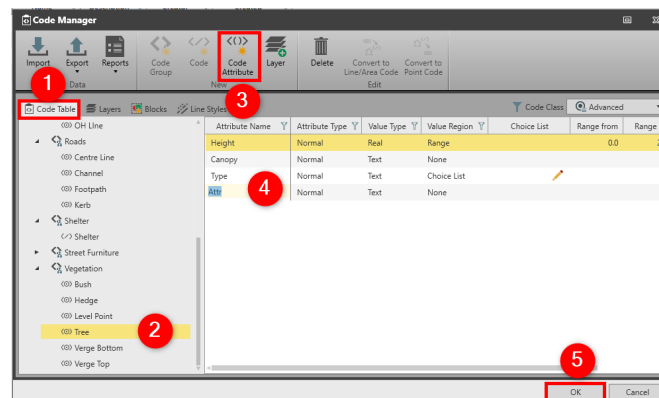 Code Manager
Import Export Reports Code Group Code Code Attribute Layer Delete Convert to Line/Area Code Convert to Point Code
Data New Edit
1
3
Code Table Layers Blocks Line Styles Code Class Advanced
Attribute Name Attribute Type Value Type Value Region Choice List Range from Range
OH Line
Roads
Centre Line
Channel
Footpath
Kerb
Shelter
Shelter
Street Furniture
Vegetation
Bush
Hedge
Level Point
Tree
Verge Bottom
Verge Top
Height Normal Real Range 0.0
Canopy Normal Text None
Type Normal Text Choice List
Attr Normal Text None
4
2
5
OK Cancel